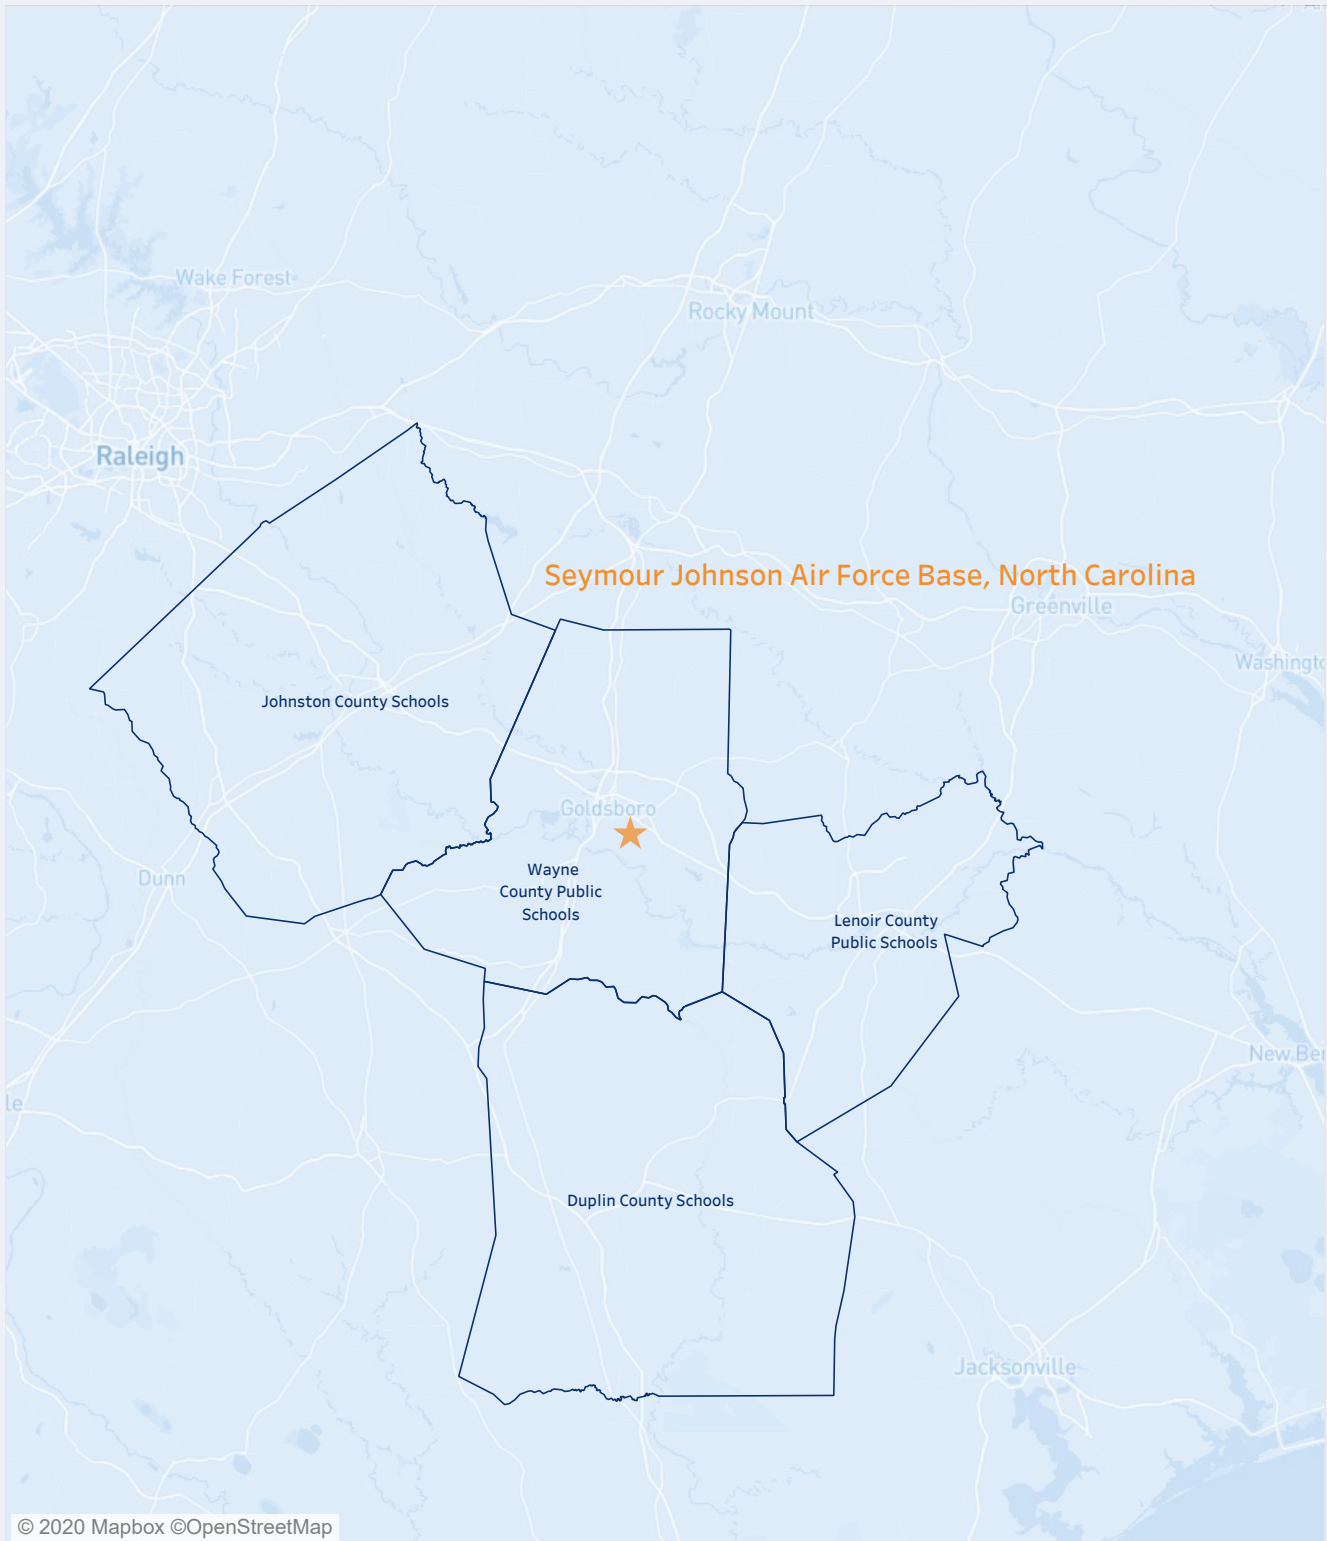 Wake Forest
Rocky Mount
Raleigh
Seymour Johnson Air Force Base, North Carolina
Greenville
Washingto
Johnston County Schools
Goldsboro
Wayne
County Public
Schools
Dunn
Lenoir County
Public Schools
New Ber
le
Duplin County Schools
Jacksonville
© 2020 Mapbox ©OpenStreetMap